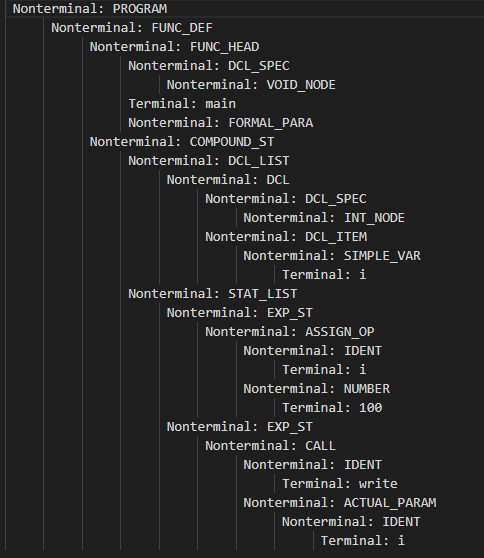 Nonterminal: PROGRAM
Nonterminal: FUNC_DEF
Nonterminal: FUNC_HEAD
Nonterminal: DCL_SPEC
Nonterminal: VOID_NODE
Terminal: main
Nonterminal: FORMAL_PARA
Nonterminal: COMPOUND_ST
Nonterminal: DCL_LIST
Nonterminal: DCL
Nonterminal: DCL_SPEC
Nonterminal: INT_NODE
Nonterminal: DCL_ITEM
Nonterminal: SIMPLE_VAR
Terminal: i
Nonterminal: STAT_LIST
Nonterminal: EXP_ST
Nonterminal: ASSIGN_OP
Nonterminal: IDENT
Terminal: i
Nonterminal: NUMBER
Terminal: 100
Nonterminal: EXP_ST
Nonterminal: CALL
Nonterminal: IDENT
Terminal: write
Nonterminal: ACTUAL_PARAM
Nonterminal: IDENT
Terminal: i